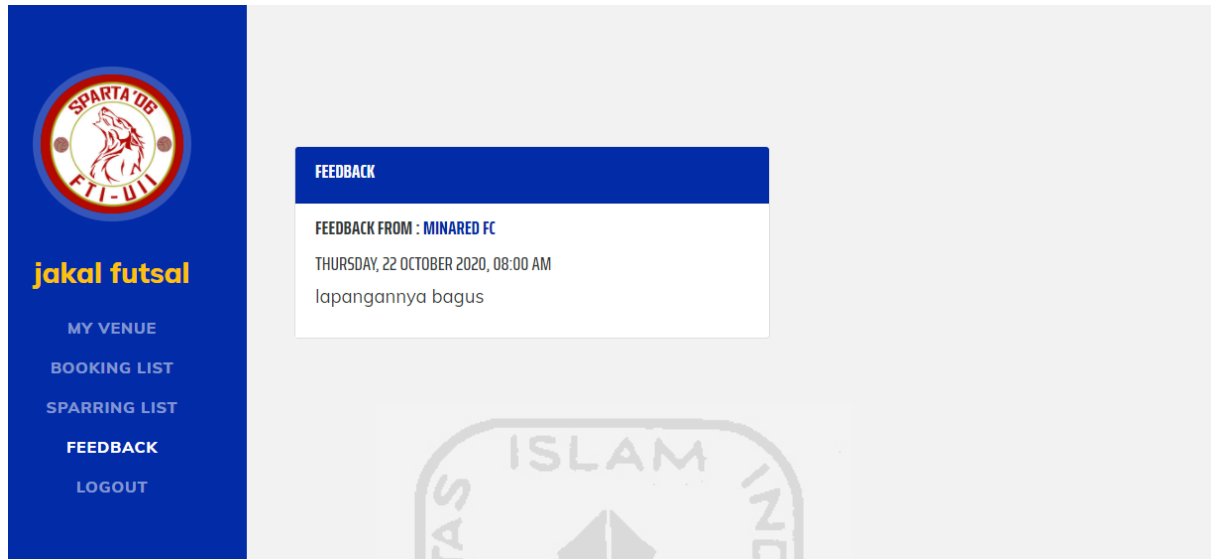 SPARTA'06
FTI-UII
jakal futsal
MY VENUE
BOOKING LIST
SPARRING LIST
FEEDBACK
LOGOUT
FEEDBACK
FEEDBACK FROM : MINARED FC
THURSDAY, 22 OCTOBER 2020, 08:00 AM
lapangannya bagus
ISLAM